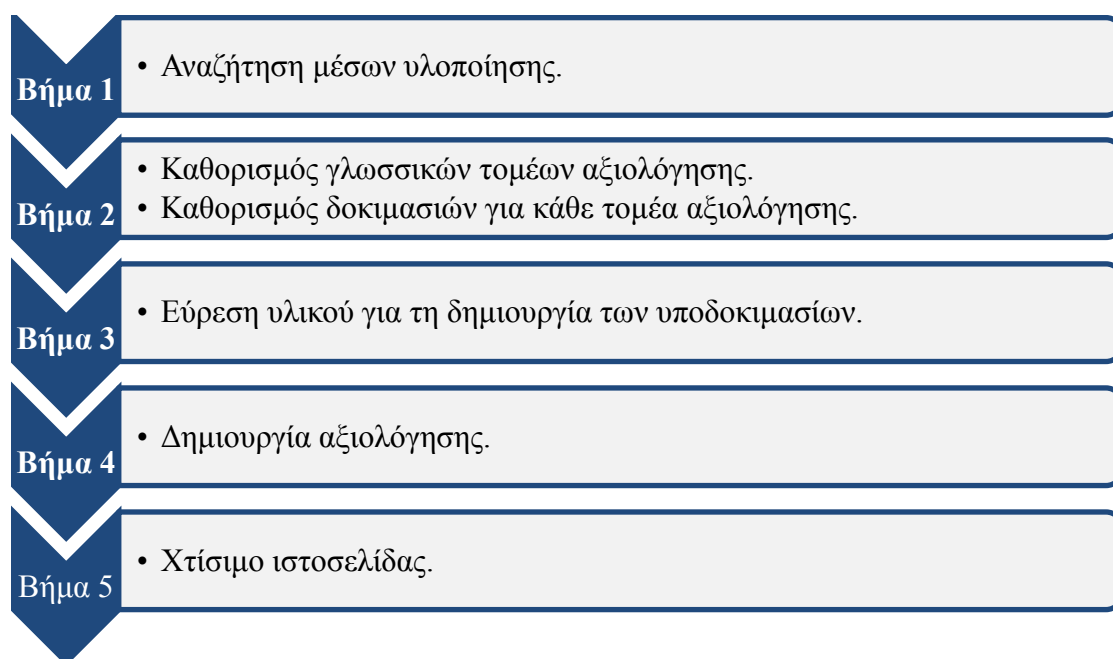 Βήμα 1
• Αναζήτηση μέσων υλοποίησης.
Βήμα 2
• Καθορισμός γλωσσικών τομέων αξιολόγησης.
• Καθορισμός δοκιμασιών για κάθε τομέα αξιολόγησης.
Βήμα 3
• Εύρεση υλικού για τη δημιουργία των υποδοκιμασίων.
Βήμα 4
• Δημιουργία αξιολόγησης.
Βήμα 5
• Χτίσιμο ιστοσελίδας.